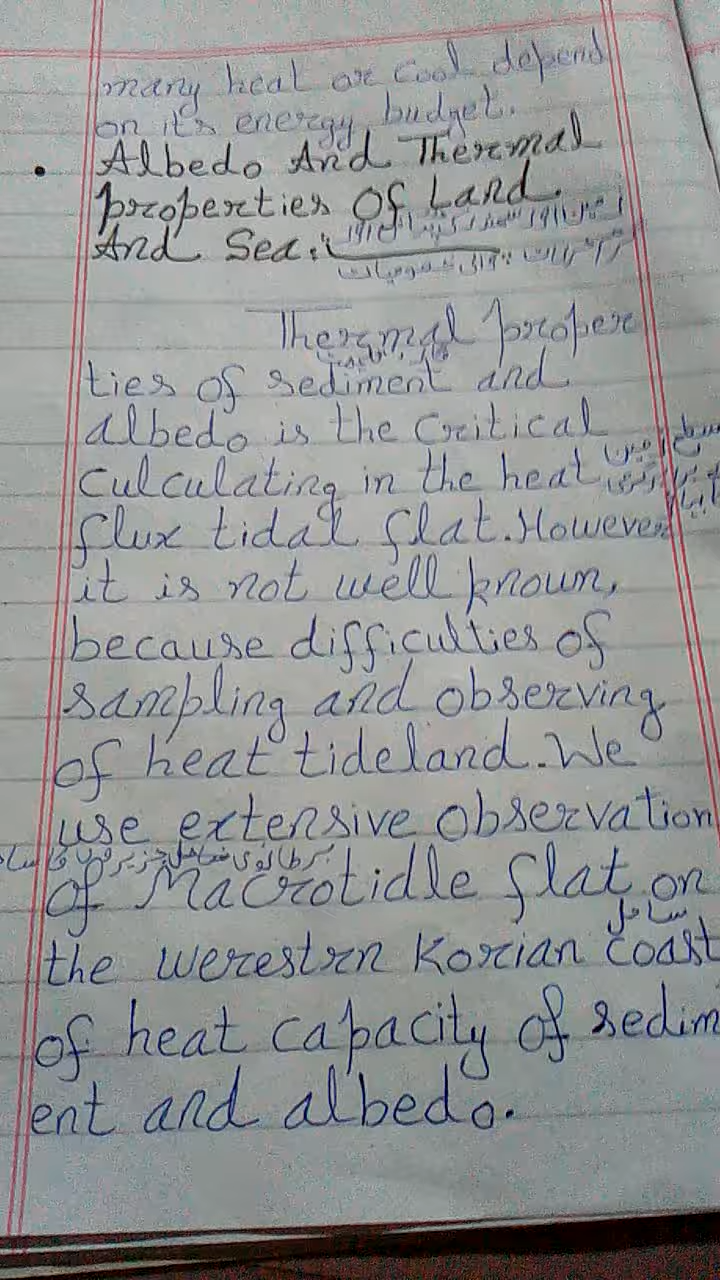 many heat or cool depend
on it's energy budget.
• Albedo And Thermal
properties Of Land
And Sea:
Thermal proper
ties of sediment and
albedo is the critical
culculating in the heat
flux tidal flat. However
it is not well knoun,
because difficulties of
sampling and observing
of heat tideland. We
use extensive observation
of Macrotidle flat on
ساحل
the werestrn Korian coast
of heat capacity of sedim
ent and albedo.